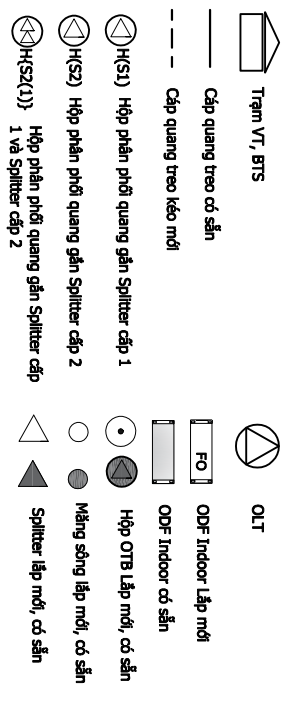 Trạm VT, BTS
Cáp quang treo có sẵn
Cáp quang treo kéo mới
H(S1) Hộp phân phối quang gắn Splitter cấp 1
H(S2) Hộp phân phối quang gắn Splitter cấp 2
H{S2(1)} Hộp phân phối quang gắn Splitter cấp
1 và Splitter cấp 2
OLT
FO
ODF Indoor Lắp mới
ODF Indoor có sẵn
Hộp OTB Lắp mới, có sẵn
Măng sông lắp mới, có sẵn
Splitter lắp mới, có sẵn